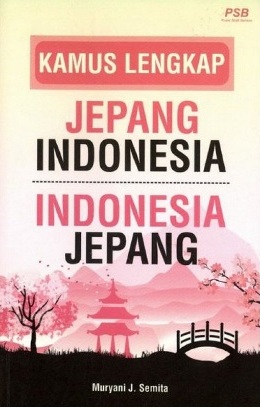 PSB
KAMUS LENGKAP
JEPANG
INDONESIA
INDONESIA
JEPANG
Muryani J. Semita